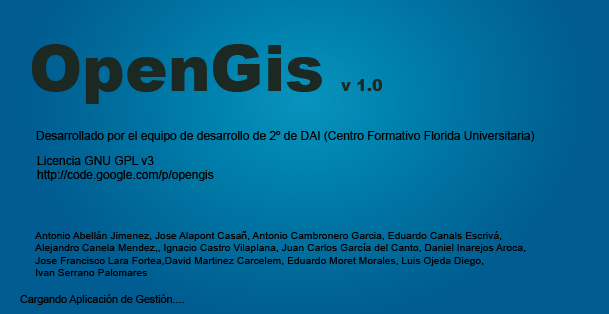 OpenGis v 1.0
Desarrollado por el equipo de desarrollo de 2º de DAI (Centro Formativo Florida Universitaria)
Licencia GNU GPL v3
http://code.google.com/p/opengis
Antonio Abellán Jimenez, Jose Alapont Casañ, Antonio Cambronero Garcia, Eduardo Canals Escrivá,
Alejandro Canela Mendez,, Ignacio Castro Vilaplana, Juan Carlos García del Canto, Daniel Inarejos Aroca,
Jose Francisco Lara Fortea,David Martinez Carcelem, Eduardo Moret Morales, Luis Ojeda Diego,
Ivan Serrano Palomares
Cargando Aplicación de Gestión....